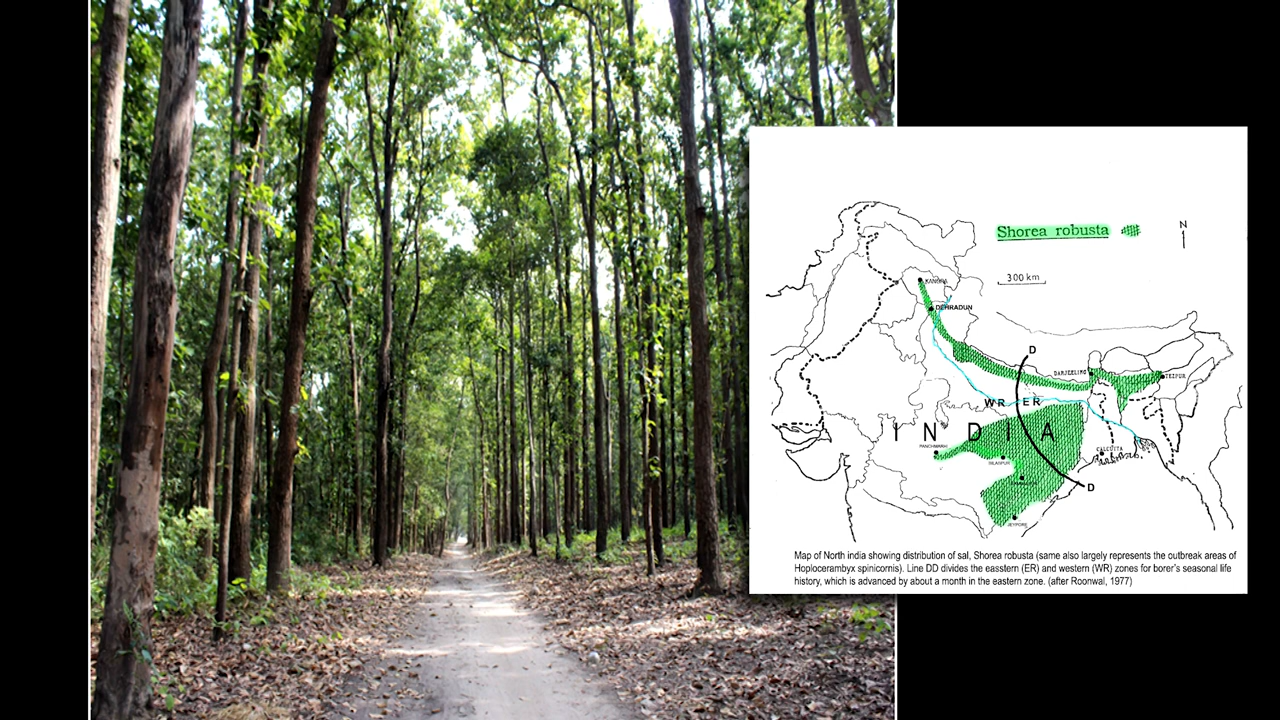 Shorea robusta
N
300 km
KANGRA
DEHRADUN
D
DARJEELING
TEZPUR
WR ER
INDIA
PANCHMARHI
BILASPUR
CALCUTTA
D
JEYPORE
Map of North india showing distribution of sal, Shorea robusta (same also largely represents the outbreak areas of
Hoplocerambyx spinicornis). Line DD divides the easstern (ER) and western (WR) zones for borer's seasonal life
history, which is advanced by about a month in the eastern zone. (after Roonwal, 1977)